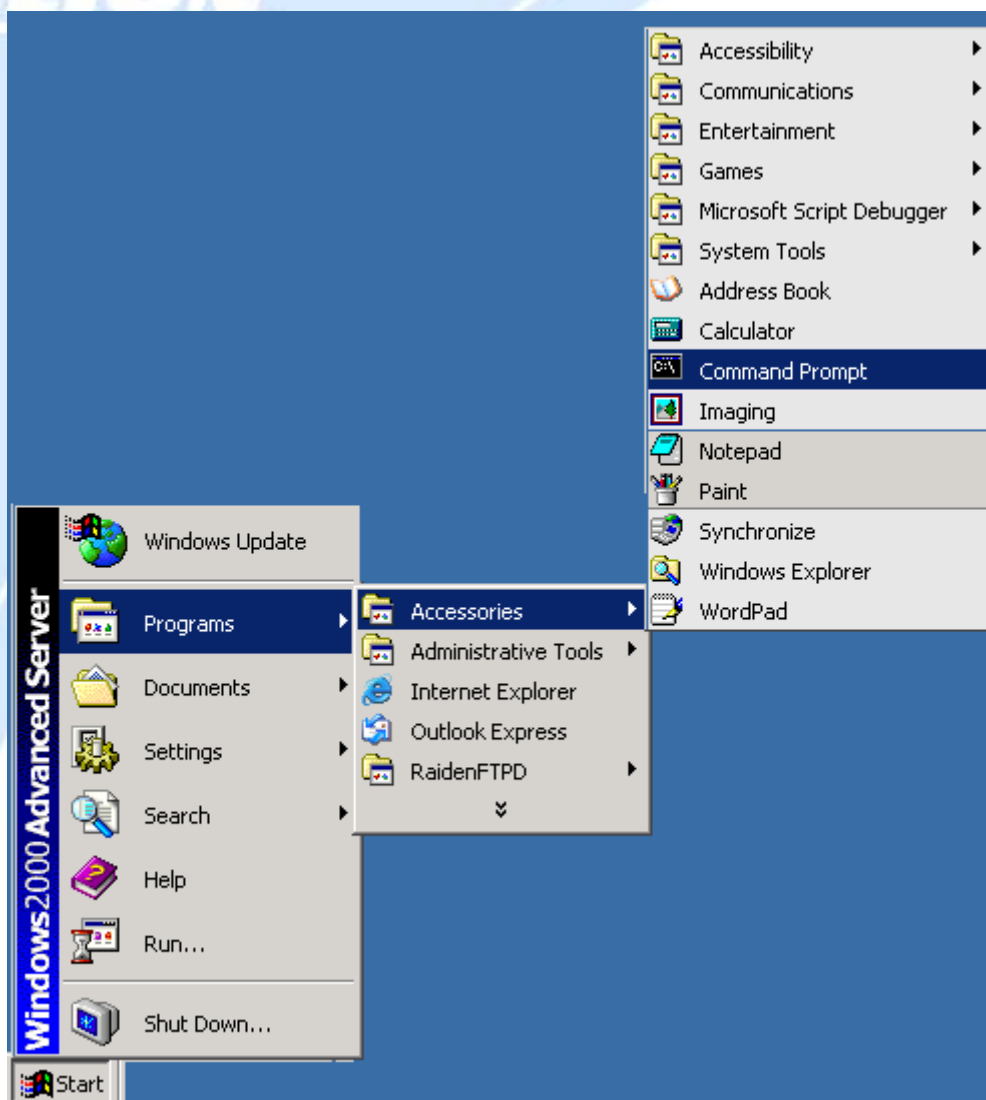 Accessibility
Communications
Entertainment
Games
Microsoft Script Debugger
System Tools
Address Book
Calculator
C:\
Command Prompt
Imaging
Notepad
Paint
Synchronize
Windows Explorer
WordPad
Accessories
Administrative Tools
Internet Explorer
Outlook Express
RaidenFTPD
Windows Update
Programs
Documents
Settings
Search
Help
Run...
Shut Down...
Windows2000 Advanced Server
Start